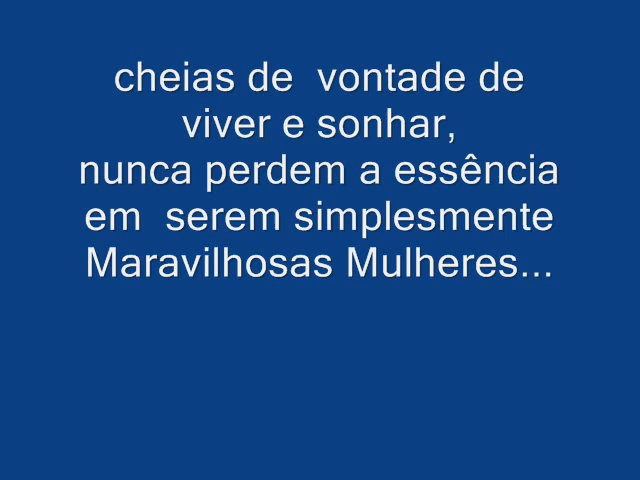 cheias de  vontade de
viver e sonhar,
nunca perdem a essência
em  serem simplesmente
Maravilhosas Mulheres...